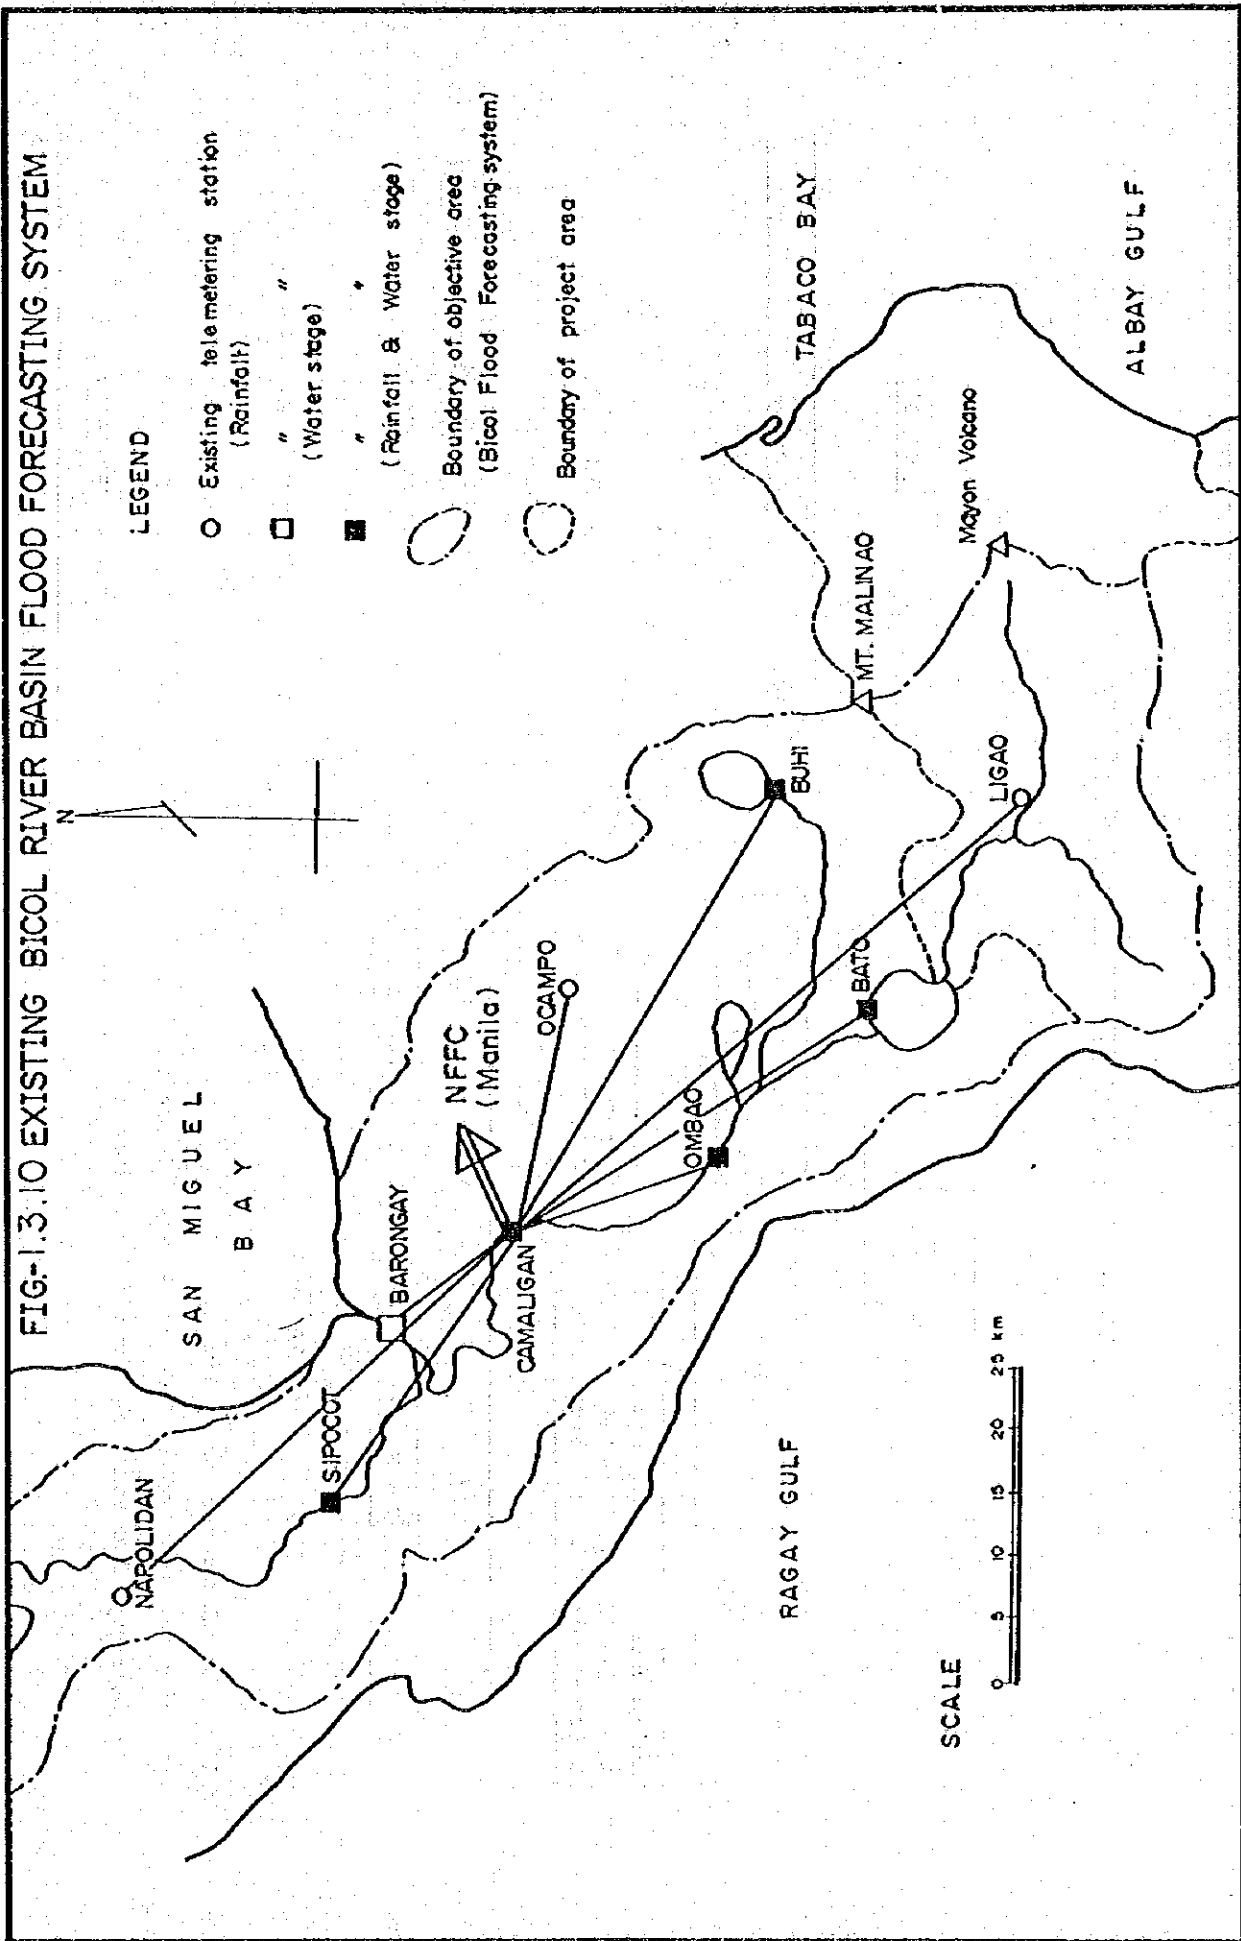 FIG.-1.3.10 EXISTING BICOL RIVER BASIN FLOOD FORECASTING SYSTEM
N
LEGEND
Existing telemetering station
(Rainfall)
" " "
(Water stage)
" "
(Rainfall & Water stage)
Boundary of objective area
(Bicol Flood Forecasting system)
Boundary of project area
SAN MIGUEL
BAY
NAPOLIDAN
SIPOCOT
BARONGAY
NFFC
(Manila)
CAMALIGAN
OCAMPO
OMBAO
BUHI
BATO
MT. MALINAO
LIGAO
Mayon Volcano
TABACO BAY
ALBAY GULF
RAGAY GULF
SCALE
0 5 10 15 20 25 km